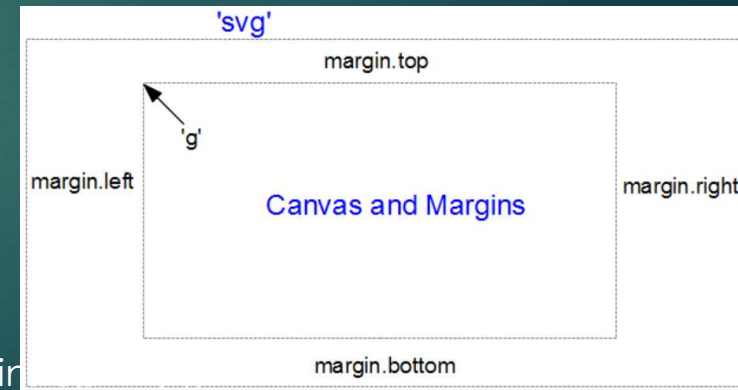 'svg'
margin.top
'g'
margin.left
margin.right
Canvas and Margins
margin.bottom